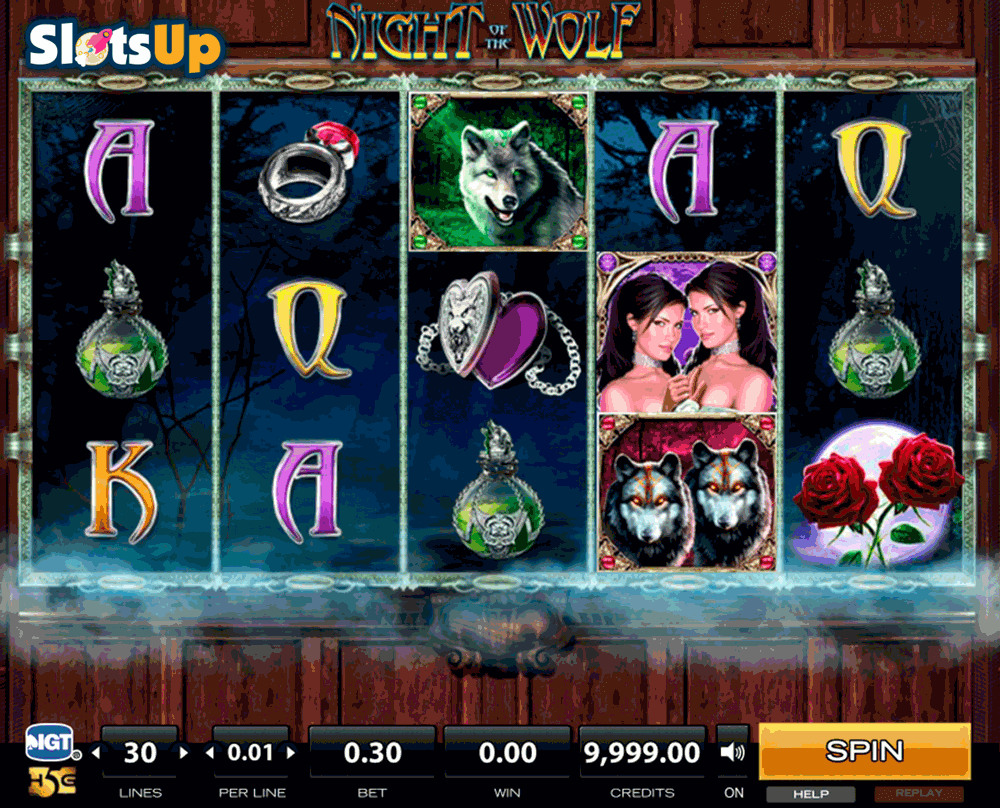 SlotsUp
NIGHT OF THE WOLF
A A Q
Q
K A
IGT ®
H5G
30 0.01 0.30 0.00 9,999.00 SPIN
LINES PER LINE BET WIN CREDITS ON HELP REPLAY